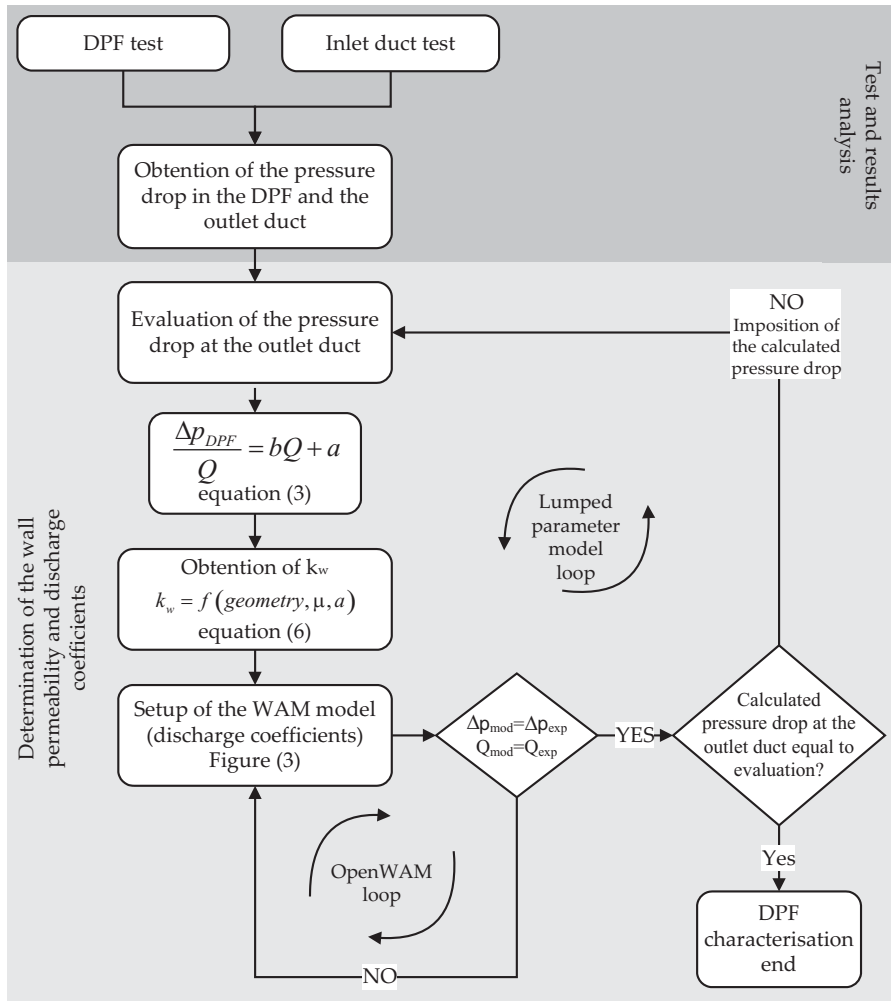 DPF test
Inlet duct test
Test and results
analysis
Obtention of the pressure
drop in the DPF and the
outlet duct
Evaluation of the pressure
drop at the outlet duct
NO
Imposition of
the calculated
pressure drop
Δp_DPF / Q = bQ + a
equation (3)
Lumped
parameter
model
loop
Determination of the wall
permeability and discharge
coefficients
Obtention of kw
k_w = f (geometry, μ, a)
equation (6)
Setup of the WAM model
(discharge coefficients)
Figure (3)
Δpmod=Δpexp
Qmod=Qexp
YES
Calculated
pressure drop at the
outlet duct equal to
evaluation?
OpenWAM
loop
NO
Yes
DPF
characterisation
end